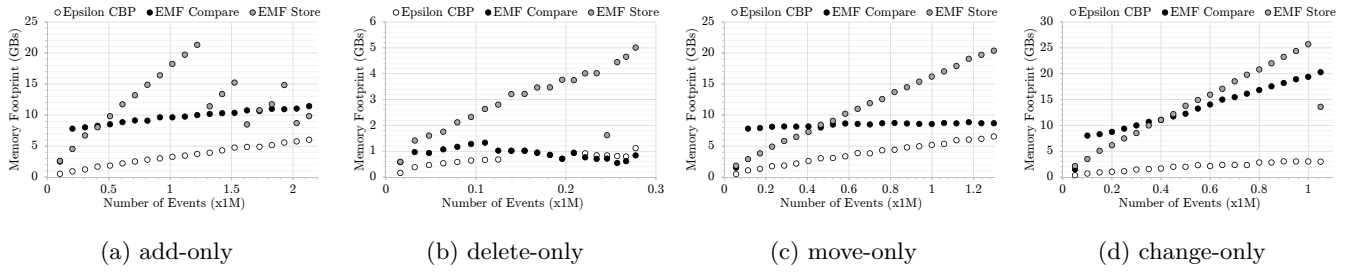 Epsilon CBP EMF Compare EMF Store
Memory Footprint (GBs)
25
20
15
10
5
0
0 0.5 1 1.5 2
Number of Events (x1M)
(a) add-only
Epsilon CBP EMF Compare EMF Store
Memory Footprint (GBs)
6
5
4
3
2
1
0
0 0.1 0.2 0.3
Number of Events (x1M)
(b) delete-only
Epsilon CBP EMF Compare EMF Store
Memory Footprint (GBs)
25
20
15
10
5
0
0 0.2 0.4 0.6 0.8 1 1.2
Number of Events (x1M)
(c) move-only
Epsilon CBP EMF Compare EMF Store
Memory Footprint (GBs)
30
25
20
15
10
5
0
0 0.2 0.4 0.6 0.8 1
Number of Events (x1M)
(d) change-only